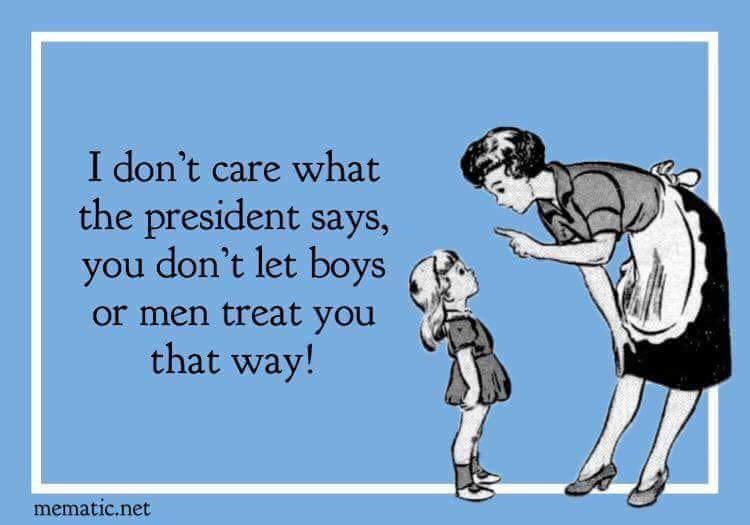 I don't care what
the president says,
you don't let boys
or men treat you
that way!
mematic.net